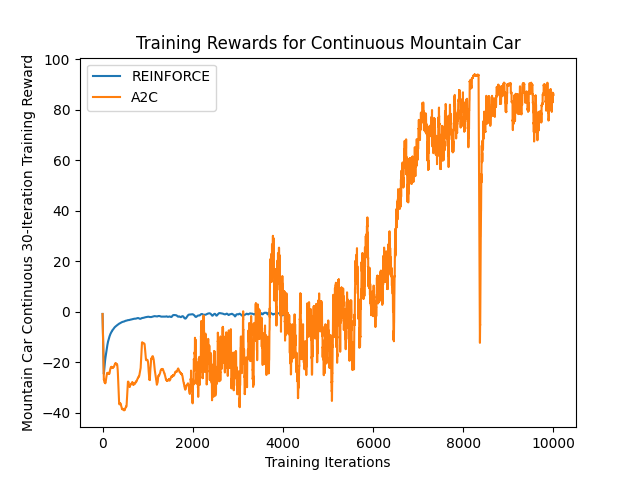 Training Rewards for Continuous Mountain Car
Mountain Car Continuous 30-Iteration Training Reward
100
80
60
40
20
0
−20
−40
REINFORCE
A2C
0
2000
4000
6000
8000
10000
Training Iterations